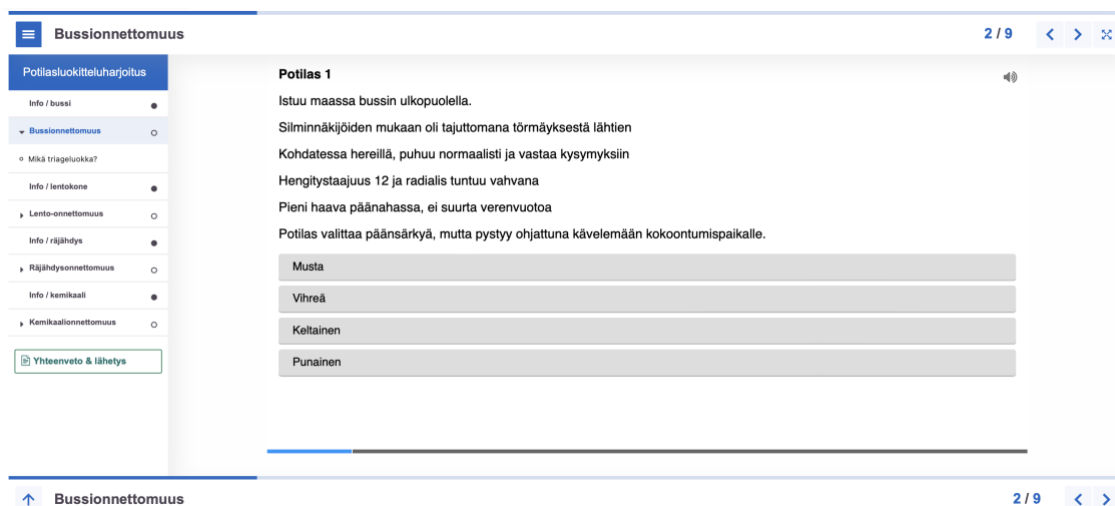 Bussionnettomuus
2 / 9
Potilasluokitteluharjoitus
Info / bussi
Bussionnettomuus
Mikä triageluokka?
Info / lentokone
Lento-onnettomuus
Info / räjähdys
Räjähdysonnettomuus
Info / kemikaali
Kemikaalionnettomuus
Yhteenveto & lähetys
Potilas 1
Istuu maassa bussin ulkopuolella.
Silminnäkijöiden mukaan oli tajuttomana törmäyksestä lähtien
Kohdatessa hereillä, puhuu normaalisti ja vastaa kysymyksiin
Hengitystaajuus 12 ja radialis tuntuu vahvana
Pieni haava päänahassa, ei suurta verenvuotoa
Potilas valittaa päänsärkyä, mutta pystyy ohjattuna kävelemään kokoontumispaikalle.
Musta
Vihreä
Keltainen
Punainen
Bussionnettomuus
2 / 9